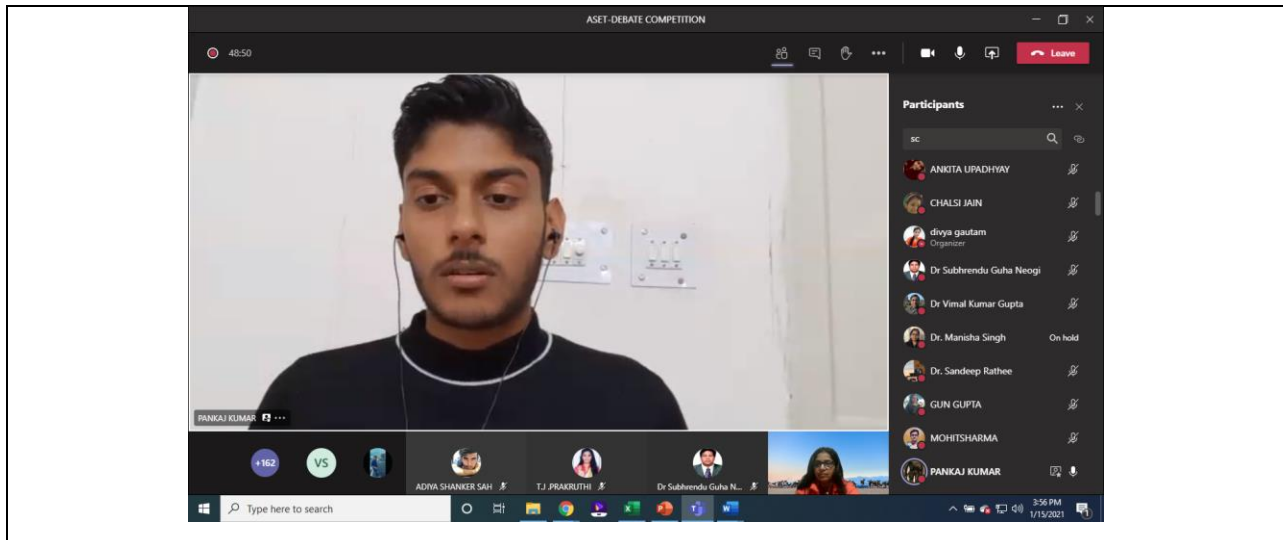 ASET-DEBATE COMPETITION
48:50
Leave
Participants
sc
ANKITA UPADHYAY
CHALSI JAIN
divya gautam
Organizer
Dr Subhrendu Guha Neogi
Dr Vimal Kumar Gupta
Dr. Manisha Singh On hold
Dr. Sandeep Rathee
GUN GUPTA
MOHITSHARMA
PANKAJ KUMAR
PANKAJ KUMAR
+162
VS
ADIYA SHANKER SAH
T.J .PRAKRUTHI
Dr Subhrendu Guha N...
Type here to search
3:56 PM
1/15/2021